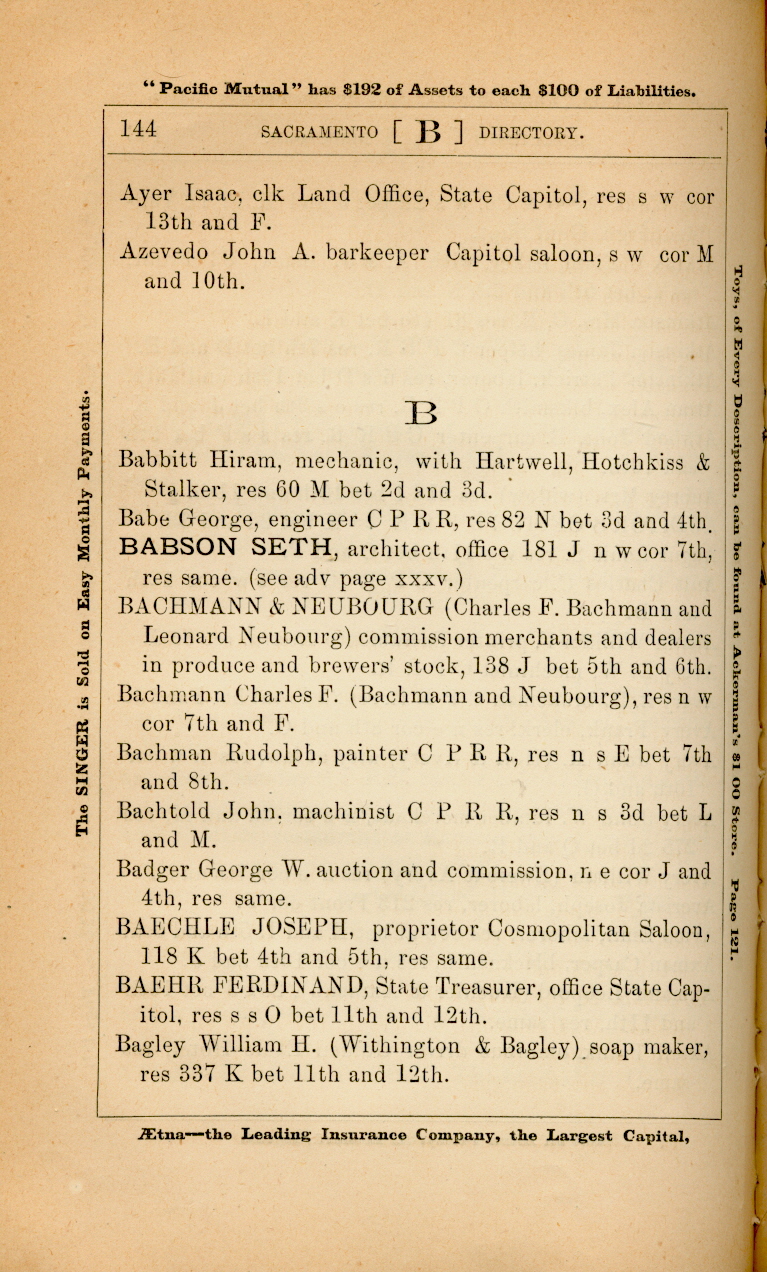 “Pacific Mutual” has $192 of Assets to each $100 of Liabilities.
144 SACRAMENTO [ B ] DIRECTORY.
Ayer Isaac, clk Land Office, State Capitol, res s w cor
13th and F.
Azevedo John A. barkeeper Capitol saloon, s w cor M
and 10th.
B
Babbitt Hiram, mechanic, with Hartwell, Hotchkiss &
Stalker, res 60 M bet 2d and 3d.
Babe George, engineer C P R R, res 82 N bet 3d and 4th.
BABSON SETH, architect, office 181 J n w cor 7th,
res same. (see adv page xxxv.)
BACHMANN & NEUBOURG (Charles F. Bachmann and
Leonard Neubourg) commission merchants and dealers
in produce and brewers’ stock, 138 J bet 5th and 6th.
Bachmann Charles F. (Bachmann and Neubourg), res n w
cor 7th and F.
Bachman Rudolph, painter C P R R, res n s E bet 7th
and 8th.
Bachtold John, machinist C P R R, res n s 3d bet L
and M.
Badger George W. auction and commission, n e cor J and
4th, res same.
BAECHLE JOSEPH, proprietor Cosmopolitan Saloon,
118 K bet 4th and 5th, res same.
BAEHR FERDINAND, State Treasurer, office State Cap-
itol, res s s O bet 11th and 12th.
Bagley William H. (Withington & Bagley) soap maker,
res 337 K bet 11th and 12th.
Ætna—the Leading Insurance Company, the Largest Capital,
The SINGER is Sold on Easy Monthly Payments.
Toys, of Every Description, can be found at Ackerman's $1 00 Store. Page 121.